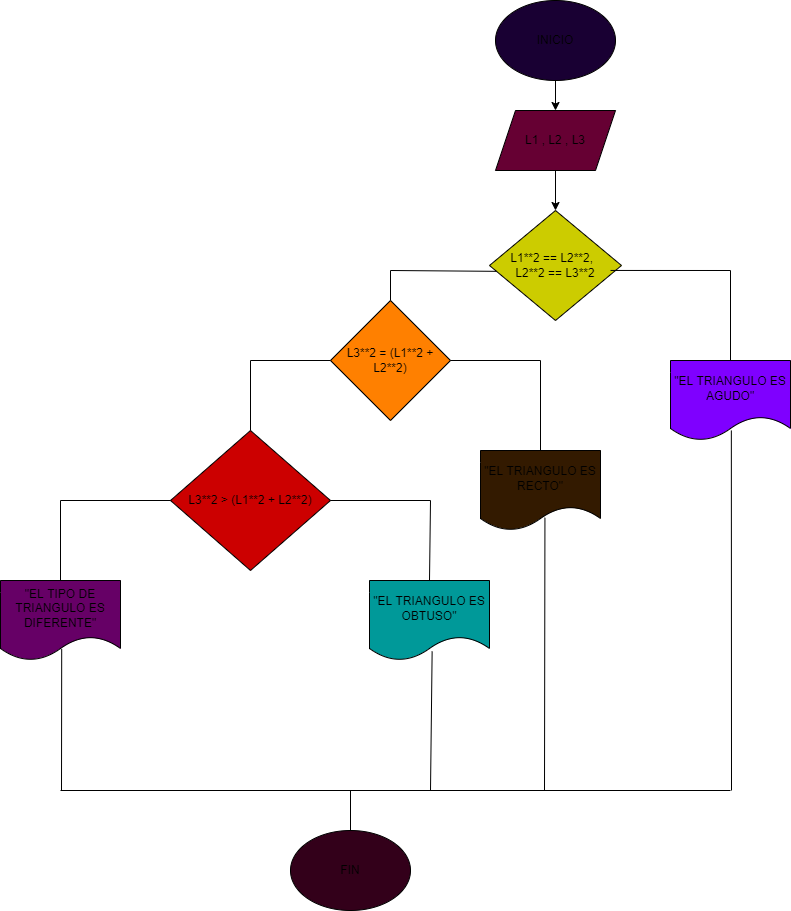 INICIO
L1 , L2 , L3
L1**2 == L2**2,
L2**2 == L3**2
L3**2 = (L1**2 +
L2**2)
"EL TRIANGULO ES
AGUDO"
"EL TRIANGULO ES
RECTO"
L3**2 > (L1**2 + L2**2)
"EL TIPO DE
TRIANGULO ES
DIFERENTE"
"EL TRIANGULO ES
OBTUSO"
FIN